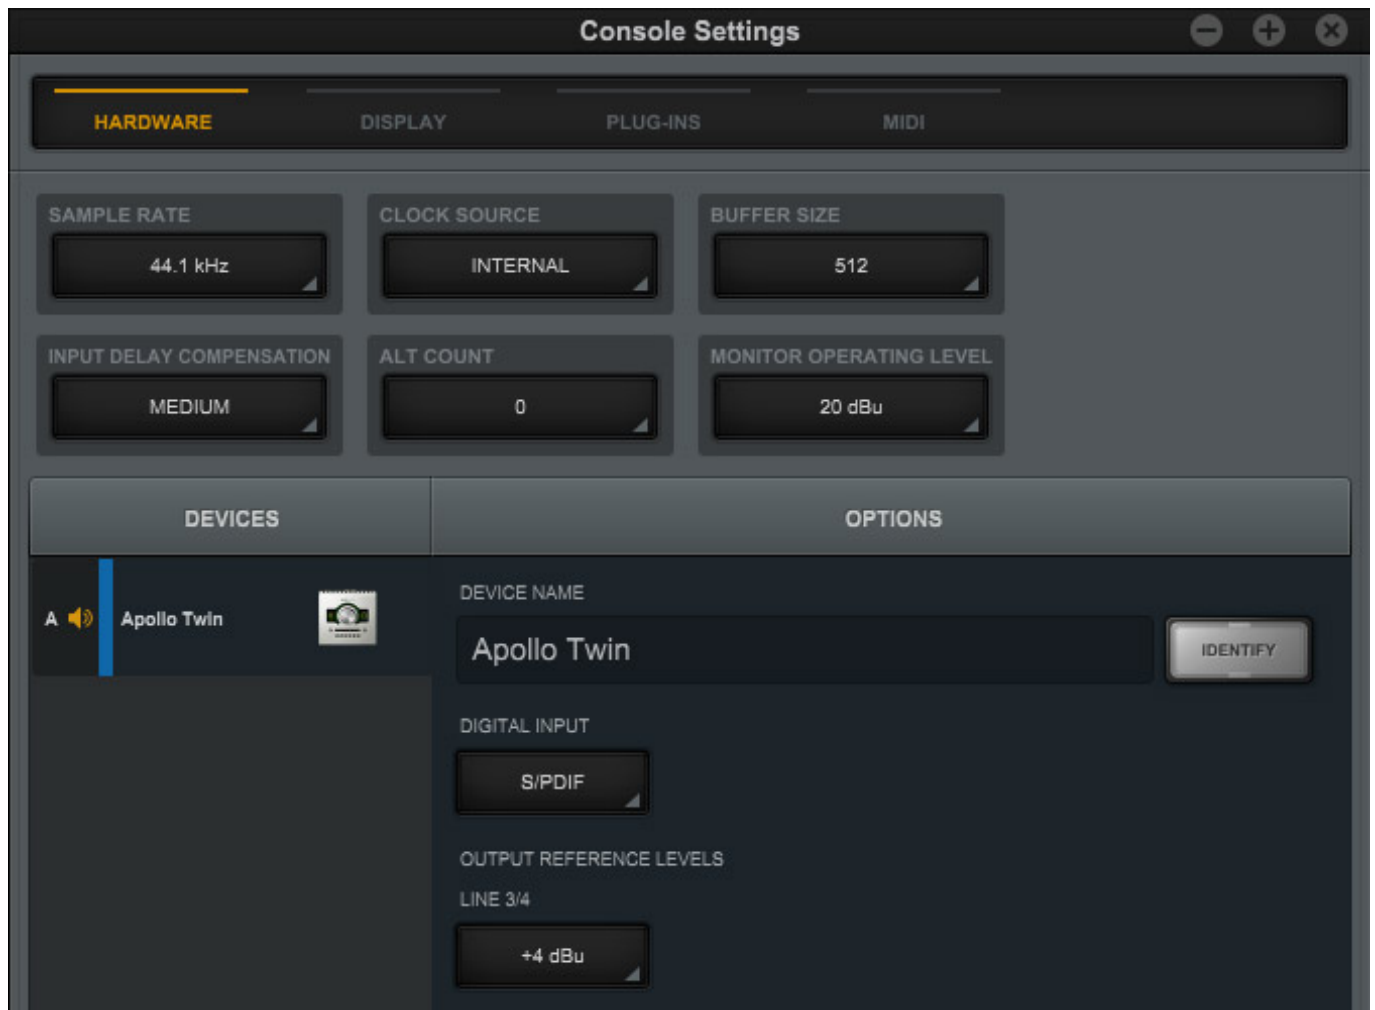 Console Settings
HARDWARE DISPLAY PLUG-INS MIDI
SAMPLE RATE CLOCK SOURCE BUFFER SIZE
44.1 kHz INTERNAL 512
INPUT DELAY COMPENSATION ALT COUNT MONITOR OPERATING LEVEL
MEDIUM 0 20 dBu
DEVICES OPTIONS
DEVICE NAME
A Apollo Twin
Apollo Twin IDENTIFY
DIGITAL INPUT
S/PDIF
OUTPUT REFERENCE LEVELS
LINE 3/4
+4 dBu